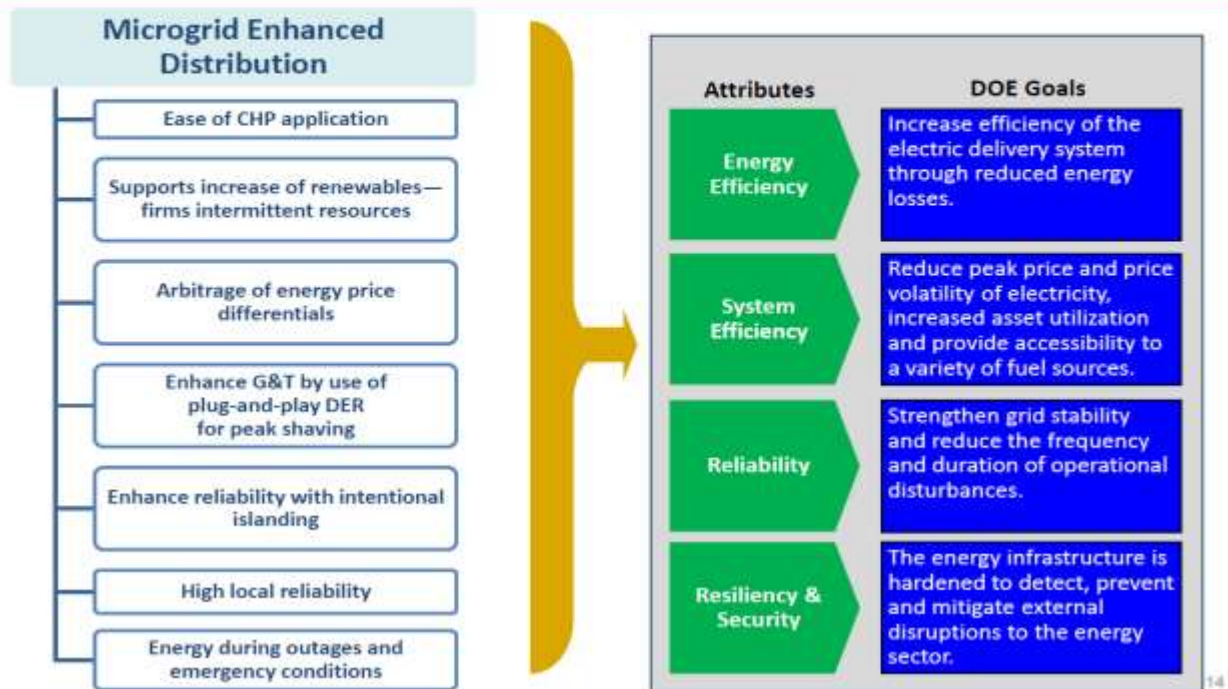 Microgrid Enhanced
Distribution
Ease of CHP application
Supports increase of renewables—
firms intermittent resources
Arbitrage of energy price
differentials
Enhance G&T by use of
plug-and-play DER
for peak shaving
Enhance reliability with intentional
islanding
High local reliability
Energy during outages and
emergency conditions
Attributes
DOE Goals
Energy
Efficiency
Increase efficiency of the
electric delivery system
through reduced energy
losses.
System
Efficiency
Reduce peak price and price
volatility of electricity,
increased asset utilization
and provide accessibility to
a variety of fuel sources.
Reliability
Strengthen grid stability
and reduce the frequency
and duration of operational
disturbances.
Resiliency &
Security
The energy infrastructure is
hardened to detect, prevent
and mitigate external
disruptions to the energy
sector.
14